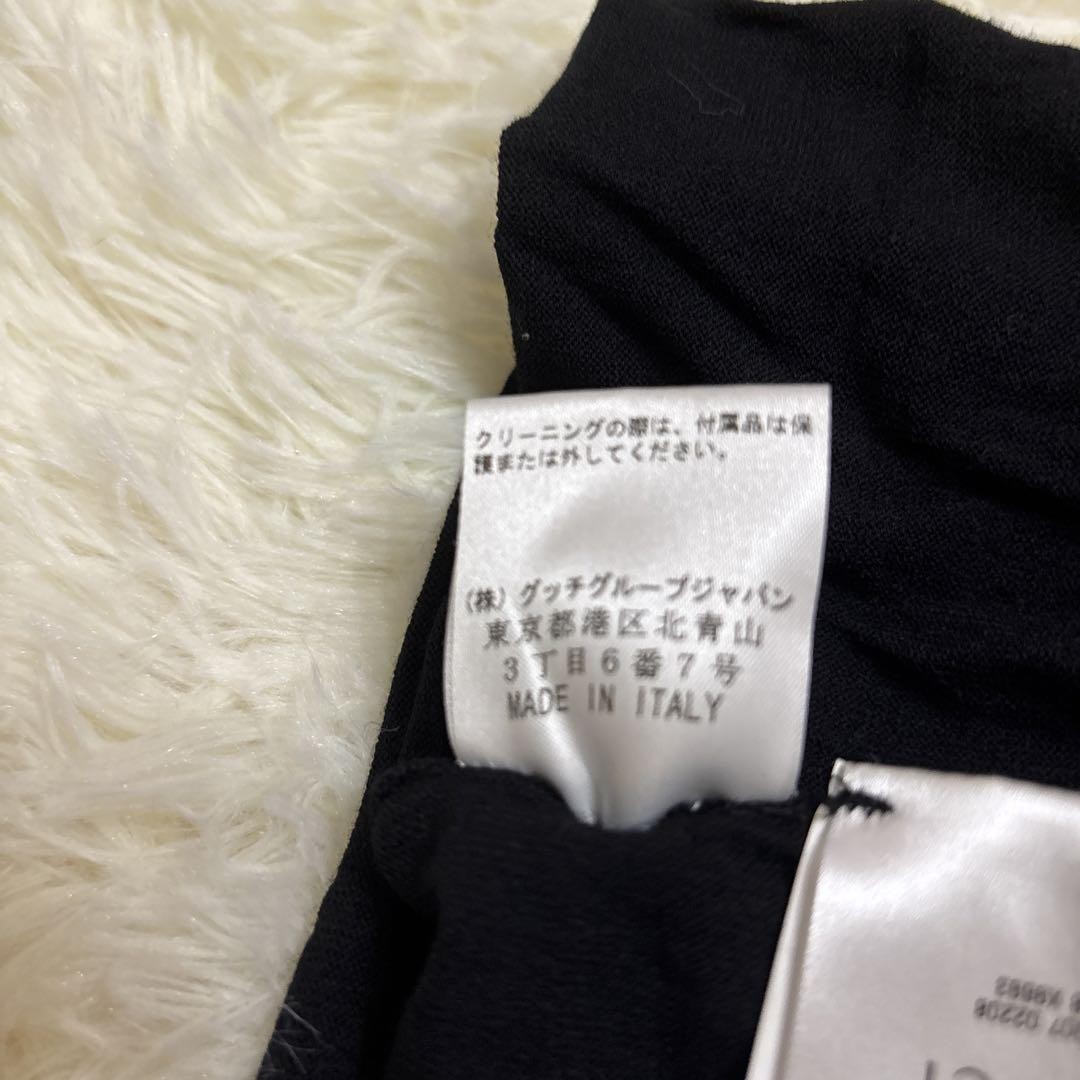 クリーニングの際は、付属品は保
護または外してください。
(株)グッチグループジャパン
東京都港区北青山
3丁目6番7号
MADE IN ITALY